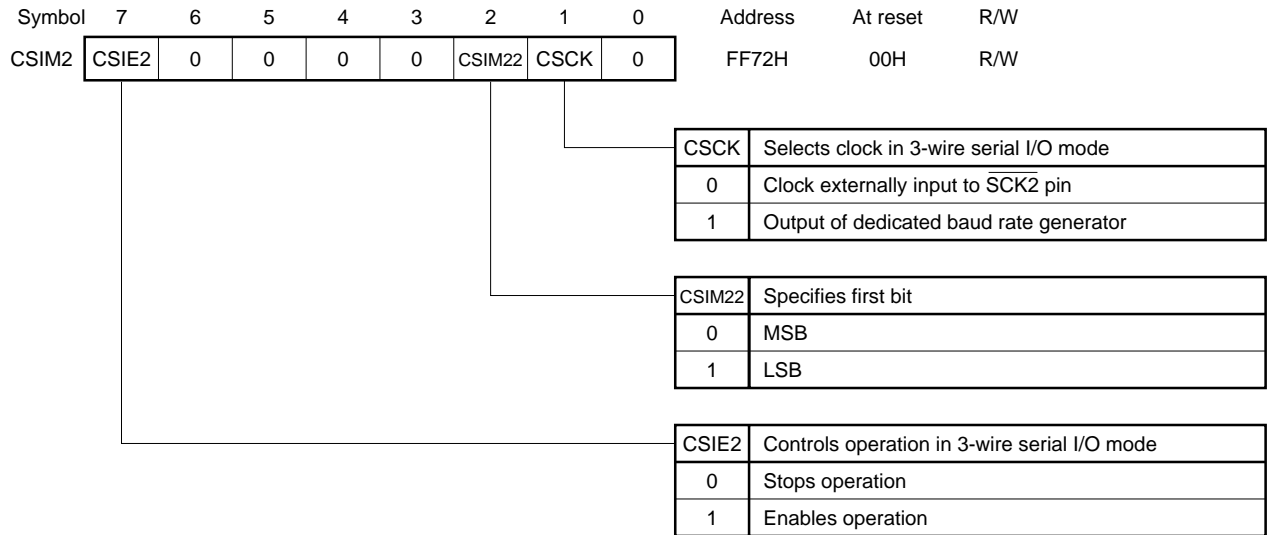 Symbol 7 6 5 4 3 2 1 0 Address At reset R/W
CSIM2 CSIE2 0 0 0 0 CSIM22 CSCK 0 FF72H 00H R/W
CSCK Selects clock in 3-wire serial I/O mode
0 Clock externally input to S̅C̅K̅2̅ pin
1 Output of dedicated baud rate generator
CSIM22 Specifies first bit
0 MSB
1 LSB
CSIE2 Controls operation in 3-wire serial I/O mode
0 Stops operation
1 Enables operation